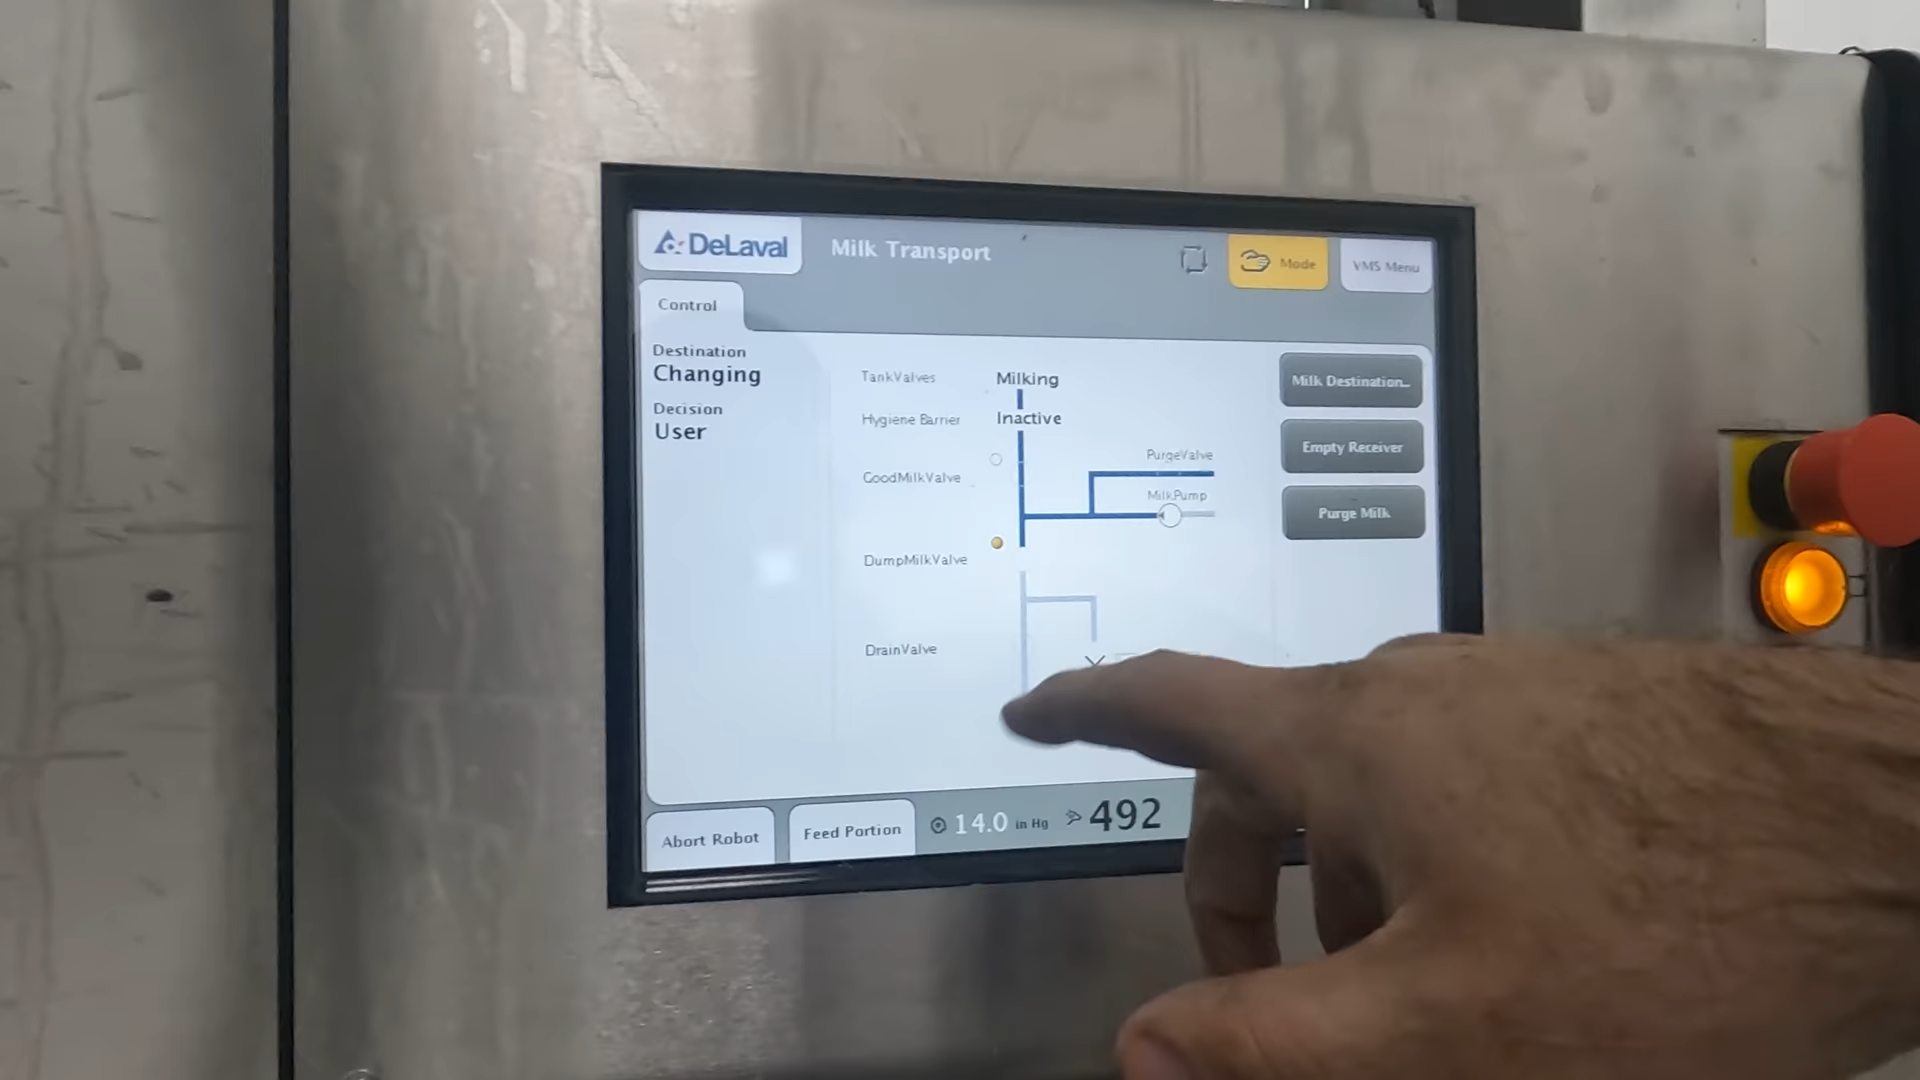 DeLaval
Milk Transport
Mode
VMS Menu
Control
Destination
Changing
Decision
User
TankValves
Milking
Hygiene Barrier
Inactive
GoodMilkValve
PurgeValve
MilkPump
DumpMilkValve
DrainValve
Milk Destination...
Empty Receiver
Purge Milk
Abort Robot
Feed Portion
14.0 in Hg
492